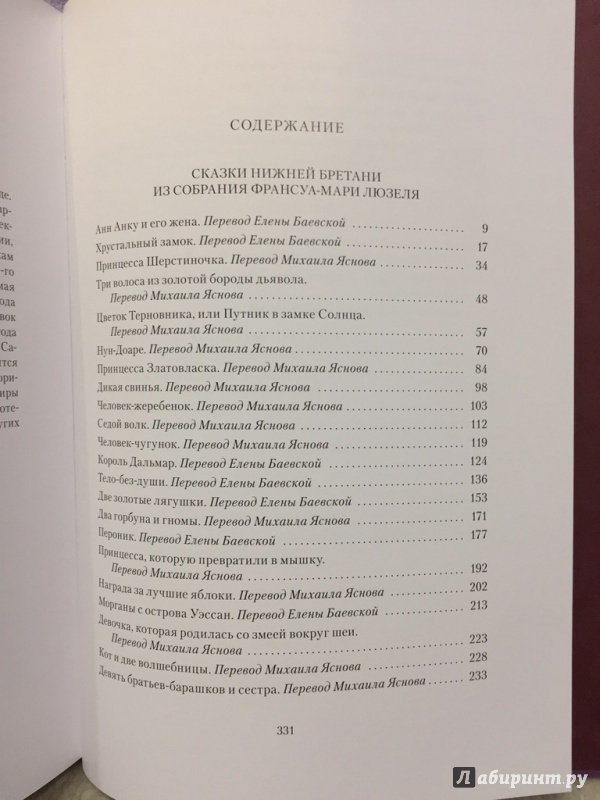 СОДЕРЖАНИЕ
СКАЗКИ НИЖНЕЙ БРЕТАНИ
ИЗ СОБРАНИЯ ФРАНСУА-МАРИ ЛЮЗЕЛЯ
Анн Анку и его жена. Перевод Елены Баевской 9
Хрустальный замок. Перевод Елены Баевской 17
Принцесса Шерстиночка. Перевод Михаила Яснова 34
Три волоса из золотой бороды дьявола.
Перевод Михаила Яснова 48
Цветок Терновника, или Путник в замке Солнца.
Перевод Михаила Яснова 57
Нун-Доаре. Перевод Михаила Яснова 70
Принцесса Златовласка. Перевод Михаила Яснова 84
Дикая свинья. Перевод Михаила Яснова 98
Человек-жеребенок. Перевод Михаила Яснова 103
Седой волк. Перевод Михаила Яснова 112
Человек-чугунок. Перевод Михаила Яснова 119
Король Дальмар. Перевод Елены Баевской 124
Тело-без-души. Перевод Елены Баевской 136
Две золотые лягушки. Перевод Елены Баевской 153
Два горбуна и гномы. Перевод Михаила Яснова 171
Пероник. Перевод Елены Баевской 177
Принцесса, которую превратили в мышку.
Перевод Михаила Яснова 192
Награда за лучшие яблоки. Перевод Михаила Яснова 202
Морганы с острова Уэссан. Перевод Елены Баевской 213
Девочка, которая родилась со змеей вокруг шеи.
Перевод Михаила Яснова 223
Кот и две волшебницы. Перевод Михаила Яснова 228
Девять братьев-барашков и сестра. Перевод Михаила Яснова 233
331
лабиринт.ру